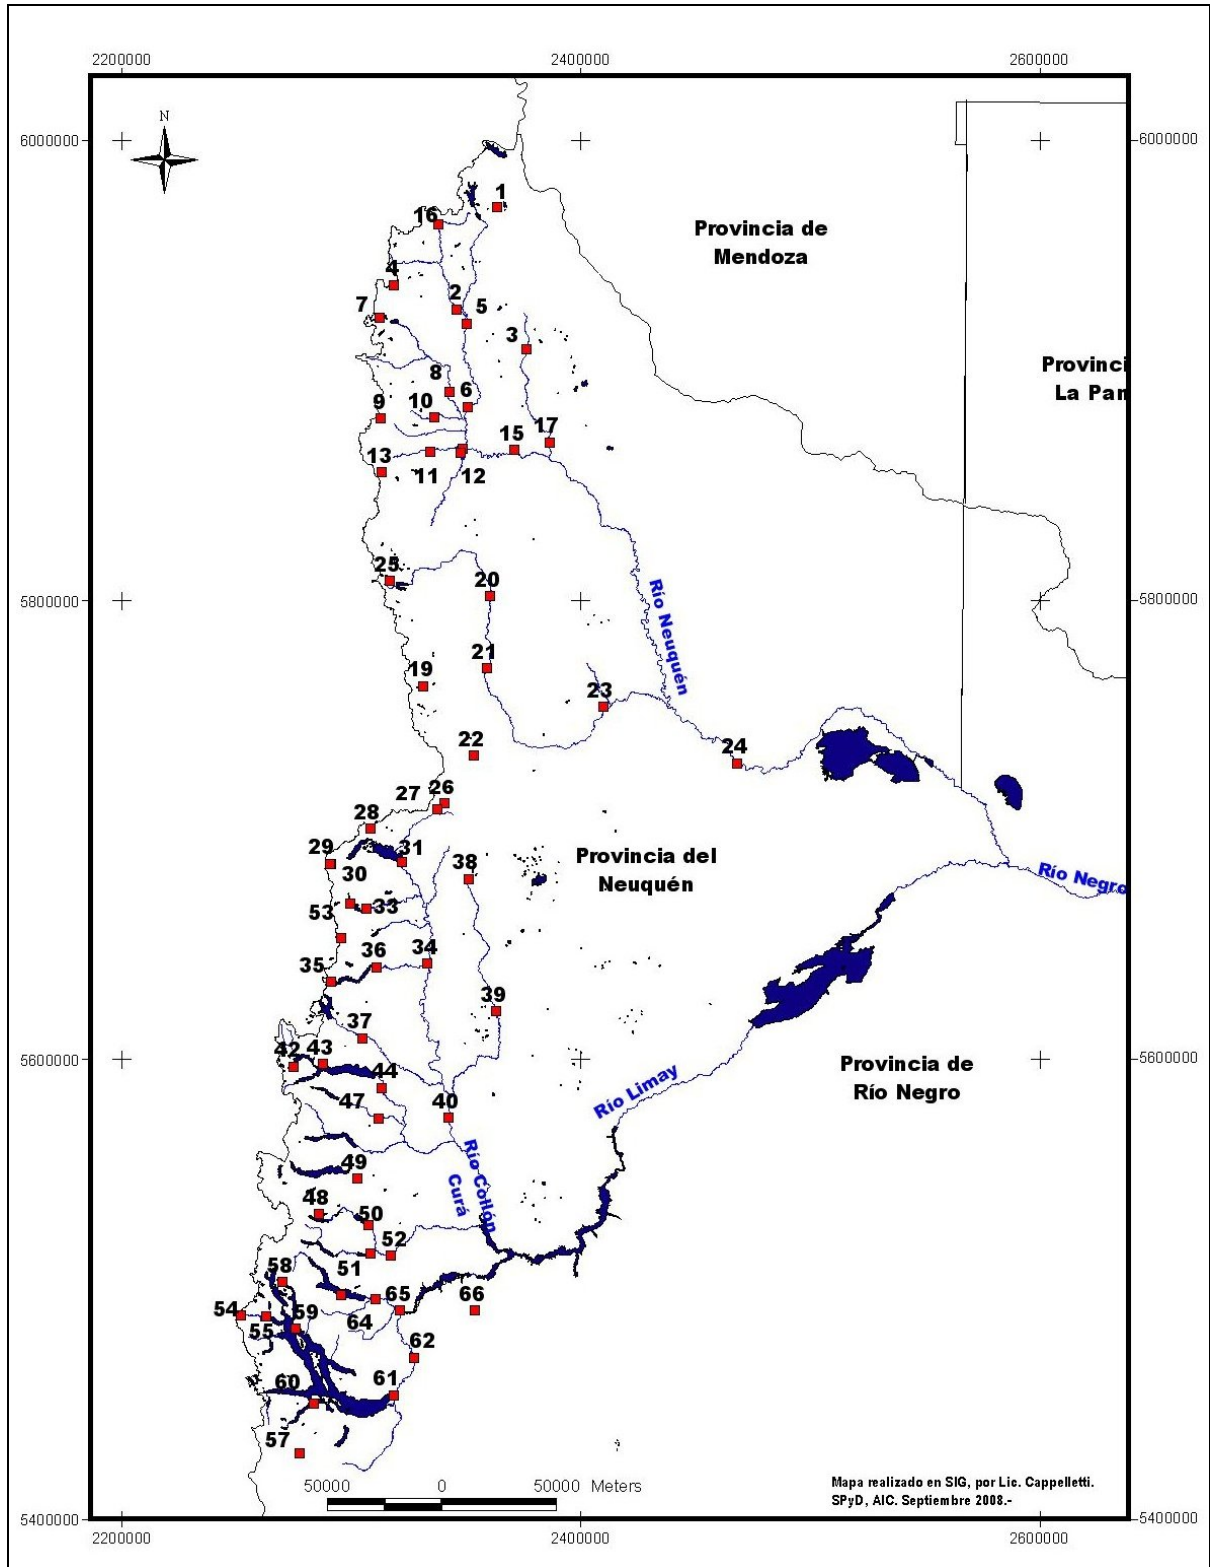 2200000 2400000 2600000
N
6000000 6000000
1
16
Provincia de
Mendoza
4
2
7 5
3
Provinci
La Pan
8
6
9 10
17
15
13 11 12
25
20
5800000 5800000
Río Neuquén
21
19
23
22 24
27 26
28
29 31
30
38
Provincia del
Neuquén
Río Negro
53 33
36 34
35
39
37
42 43
5600000 5600000
44
Provincia de
Río Negro
47 40
Río Limay
Río Collón
Curá
49
48
50
52
51
58
54 59 65 66
55 64
62
60 61
57
50000 0 50000 Meters
Mapa realizado en SIG, por Lic. Cappelletti.
SPyD, AIC. Septiembre 2008.-
5400000 5400000
2200000 2400000 2600000